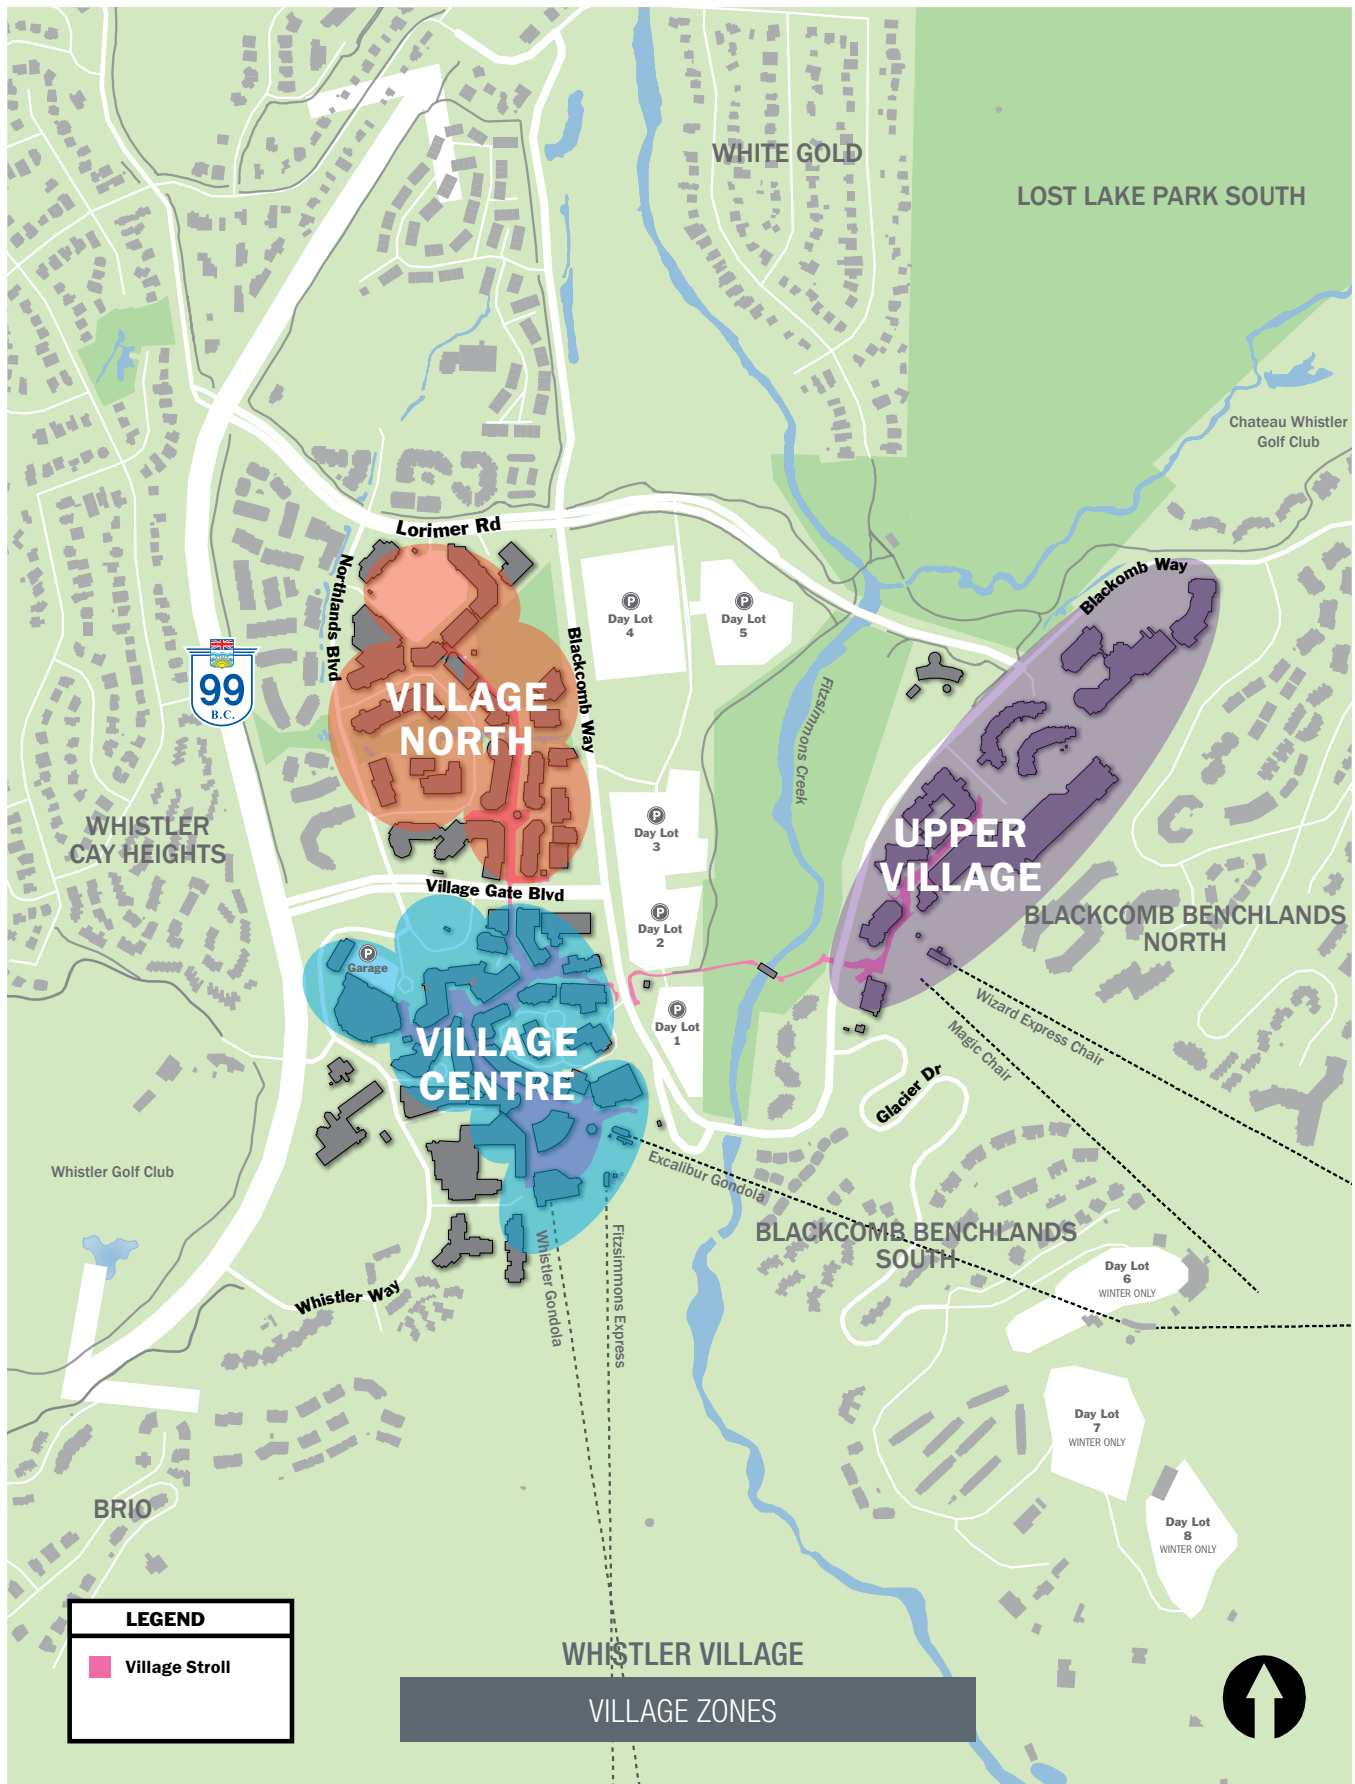 WHITE GOLD
LOST LAKE PARK SOUTH
Chateau Whistler
Golf Club
Lorimer Rd
Northlands Blvd
Blackcomb Way
Blackomb Way
P
Day Lot
4
P
Day Lot
5
99
B.C.
VILLAGE
NORTH
Fitzsimmons Creek
WHISTLER
CAY HEIGHTS
P
Day Lot
3
UPPER
VILLAGE
Village Gate Blvd
P
Day Lot
2
BLACKCOMB BENCHLANDS
NORTH
P
Garage
Wizard Express Chair
Magic Chair
P
Day Lot
1
VILLAGE
CENTRE
Glacier Dr
Whistler Golf Club
Excalibur Gondola
BLACKCOMB BENCHLANDS
SOUTH
Whistler Gondola
Fitzsimmons Express
Day Lot
6
WINTER ONLY
Whistler Way
Day Lot
7
WINTER ONLY
BRIO
Day Lot
8
WINTER ONLY
LEGEND
Village Stroll
WHISTLER VILLAGE
VILLAGE ZONES